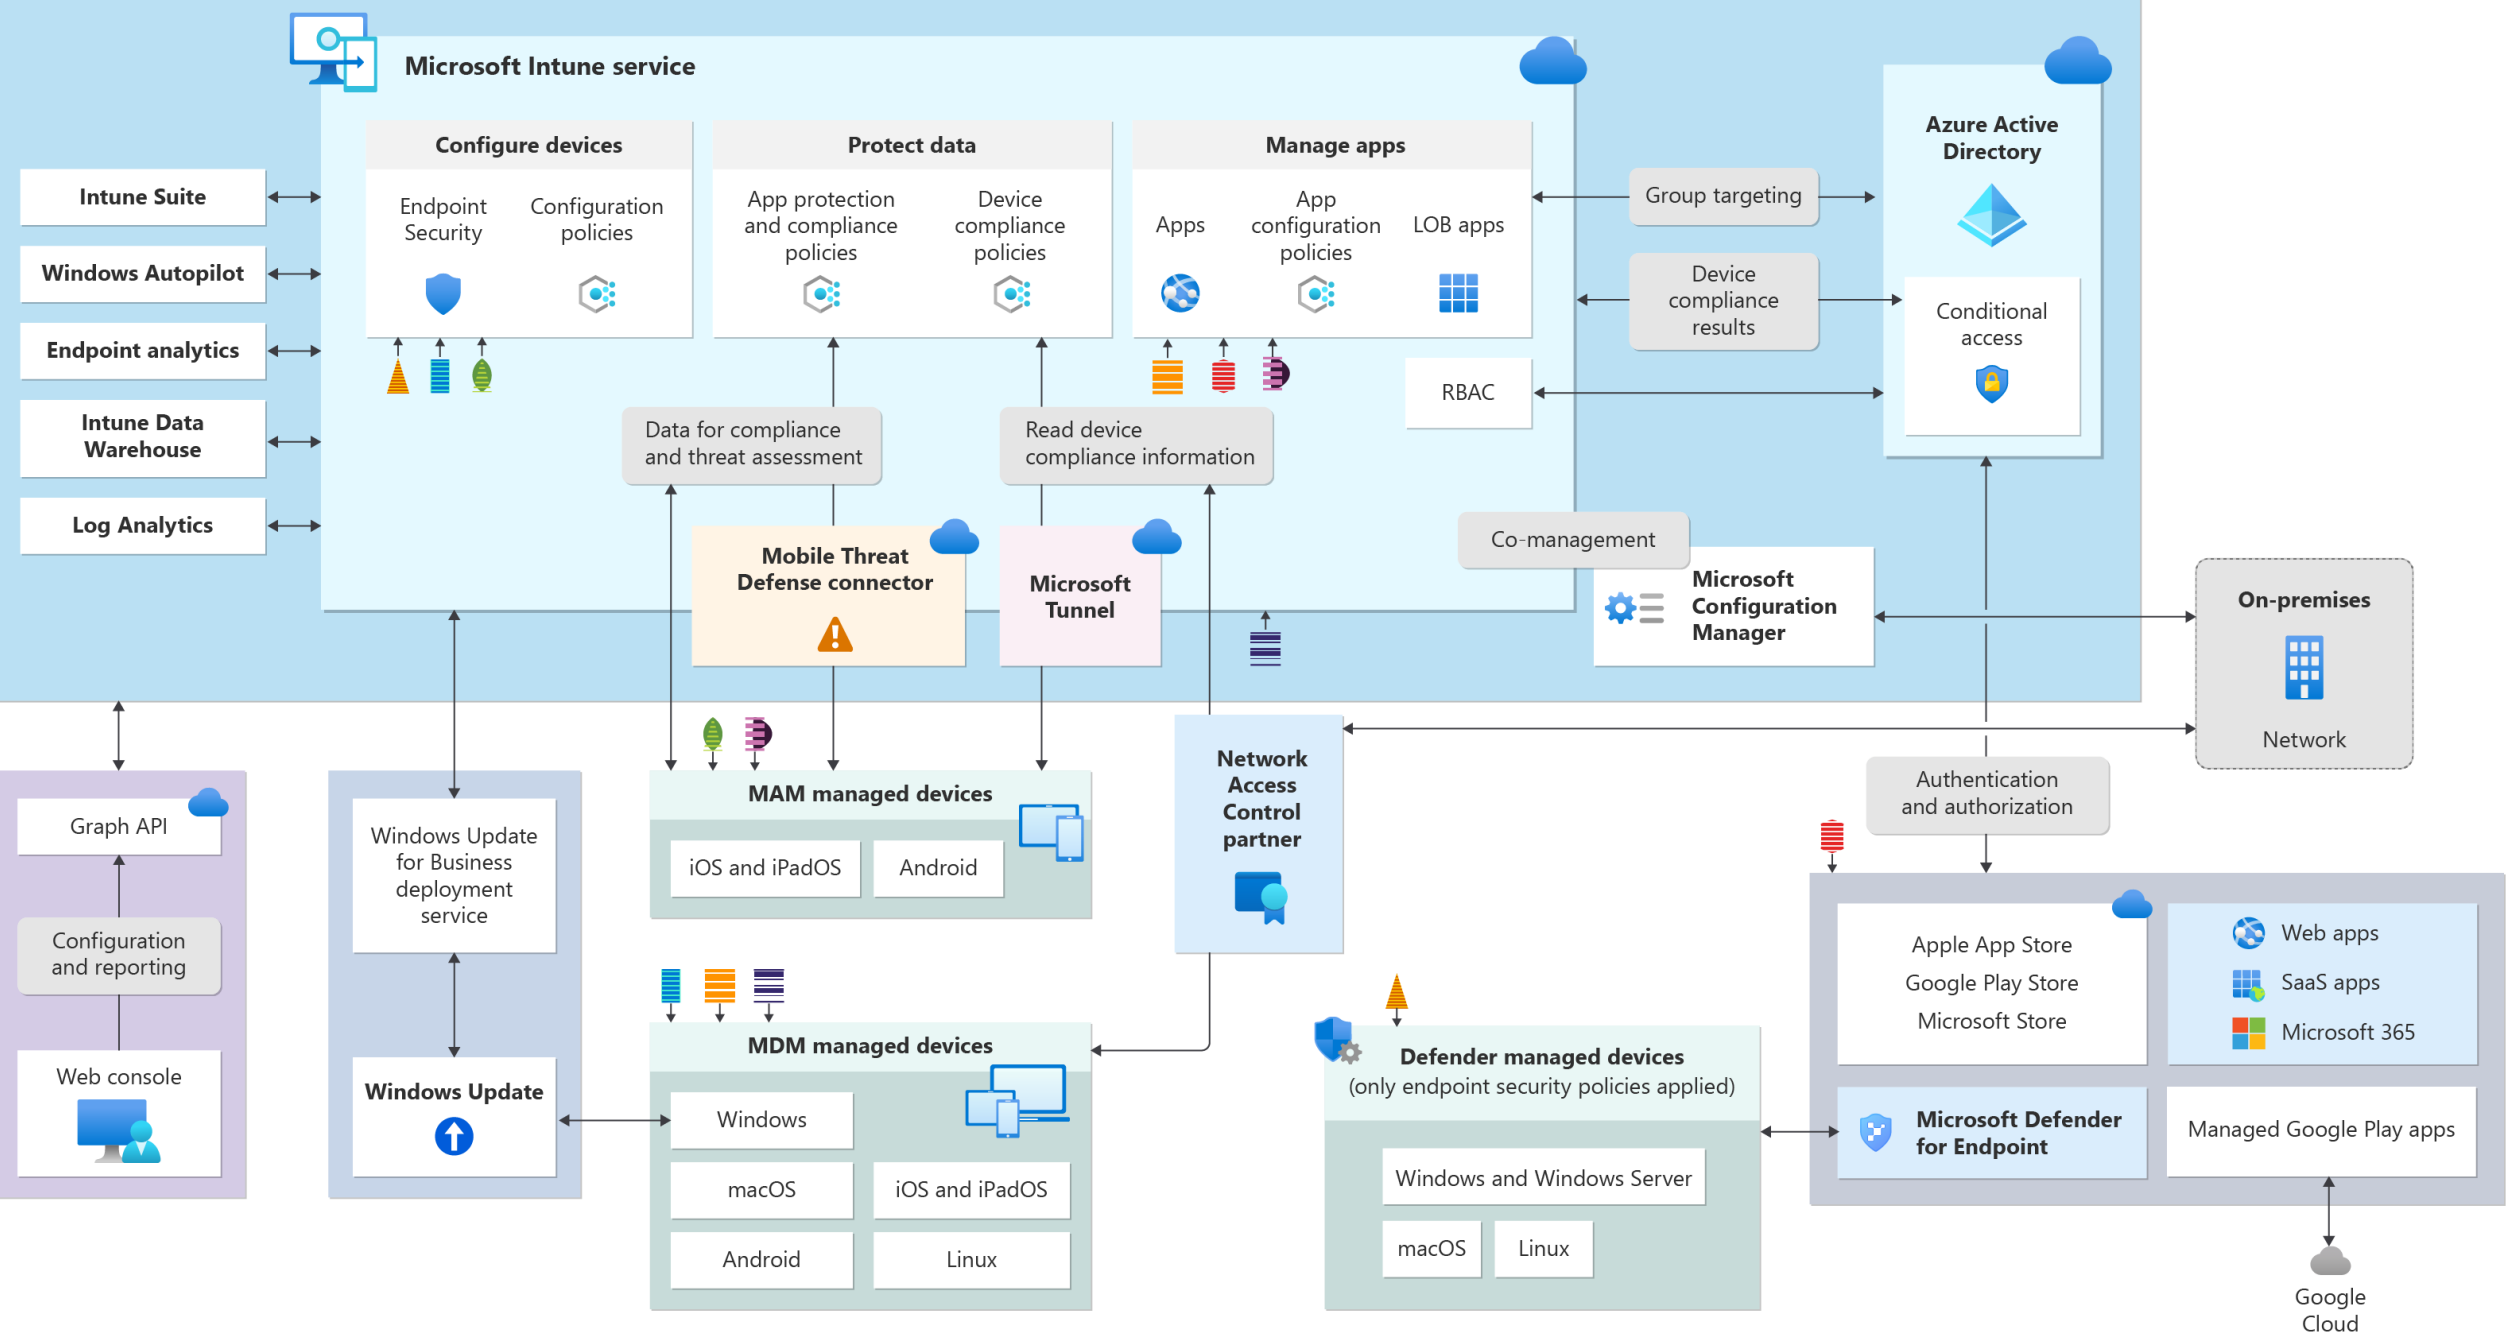 Microsoft Intune service
Configure devices
Endpoint
Security
Configuration
policies
Protect data
App protection
and compliance
policies
Device
compliance
policies
Manage apps
Apps
App
configuration
policies
LOB apps
RBAC
Group targeting
Device
compliance
results
Azure Active
Directory
Conditional
access
Intune Suite
Windows Autopilot
Endpoint analytics
Intune Data
Warehouse
Log Analytics
Data for compliance
and threat assessment
Read device
compliance information
Mobile Threat
Defense connector
Microsoft
Tunnel
Co-management
Microsoft
Configuration
Manager
On-premises
Network
Graph API
Configuration
and reporting
Web console
Windows Update
for Business
deployment
service
Windows Update
MAM managed devices
iOS and iPadOS
Android
Network
Access
Control
partner
MDM managed devices
Windows
macOS
iOS and iPadOS
Android
Linux
Defender managed devices
(only endpoint security policies applied)
Windows and Windows Server
macOS
Linux
Authentication
and authorization
Apple App Store
Google Play Store
Microsoft Store
Web apps
SaaS apps
Microsoft 365
Microsoft Defender
for Endpoint
Managed Google Play apps
Google
Cloud